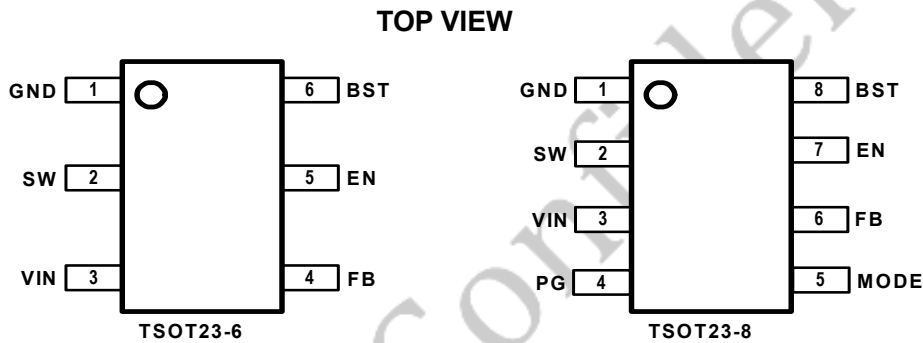 TOP VIEW
GND 1 6 BST
SW 2 5 EN
VIN 3 4 FB
TSOT23-6
GND 1 8 BST
SW 2 7 EN
VIN 3 6 FB
PG 4 5 MODE
TSOT23-8